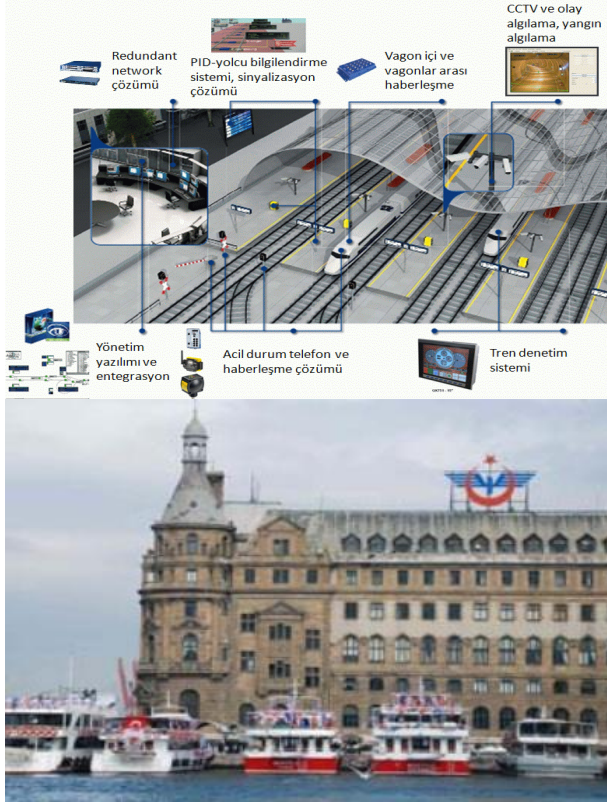 CCTV ve olay
algılama, yangın
algılama
Redundant
network
çözümü
PID-yolcu bilgilendirme
sistemi, sinyalizasyon
çözümü
Vagon içi ve
vagonlar arası
haberleşme
Yönetim
yazılımı ve
entegrasyon
Acil durum telefon ve
haberleşme çözümü
Tren denetim
sistemi